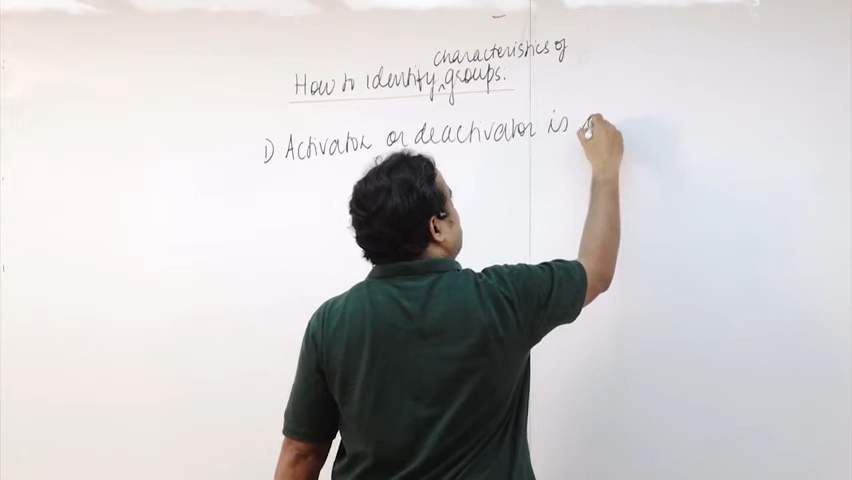 characteristics of
How to identify ^ groups.
1) Activator or deactivator is